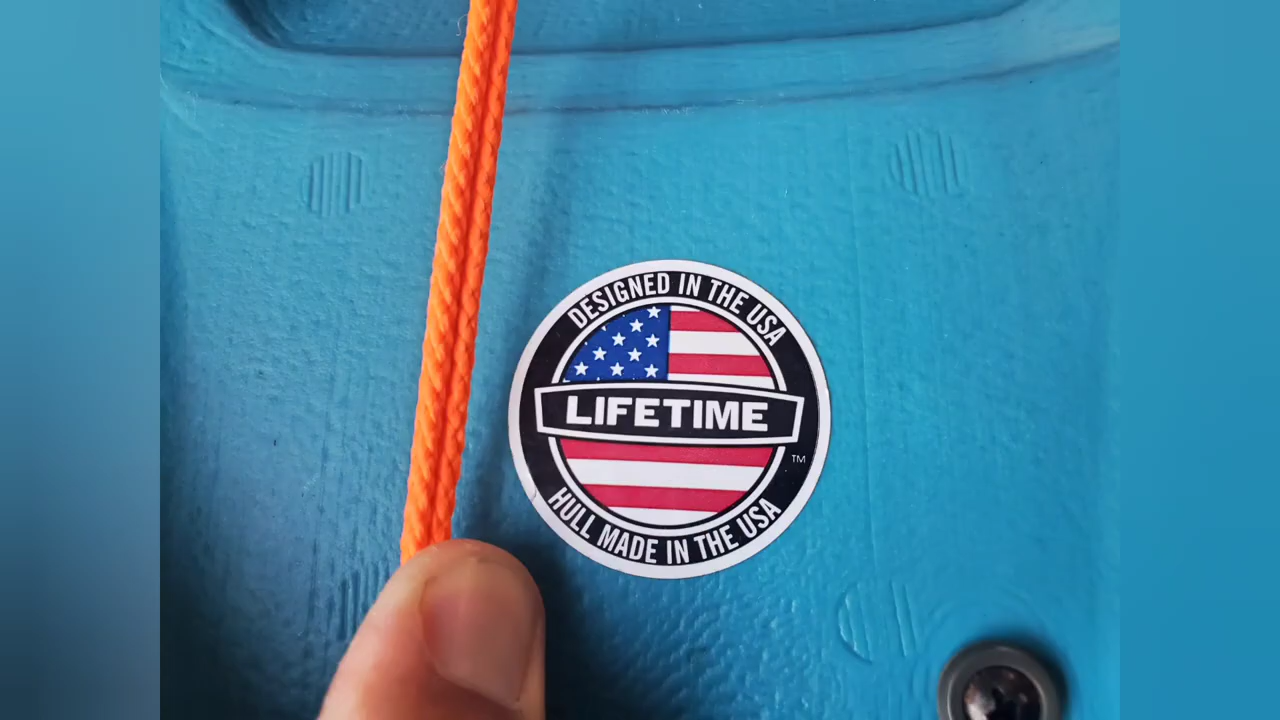 DESIGNED IN THE USA
LIFETIME
TM
HULL MADE IN THE USA